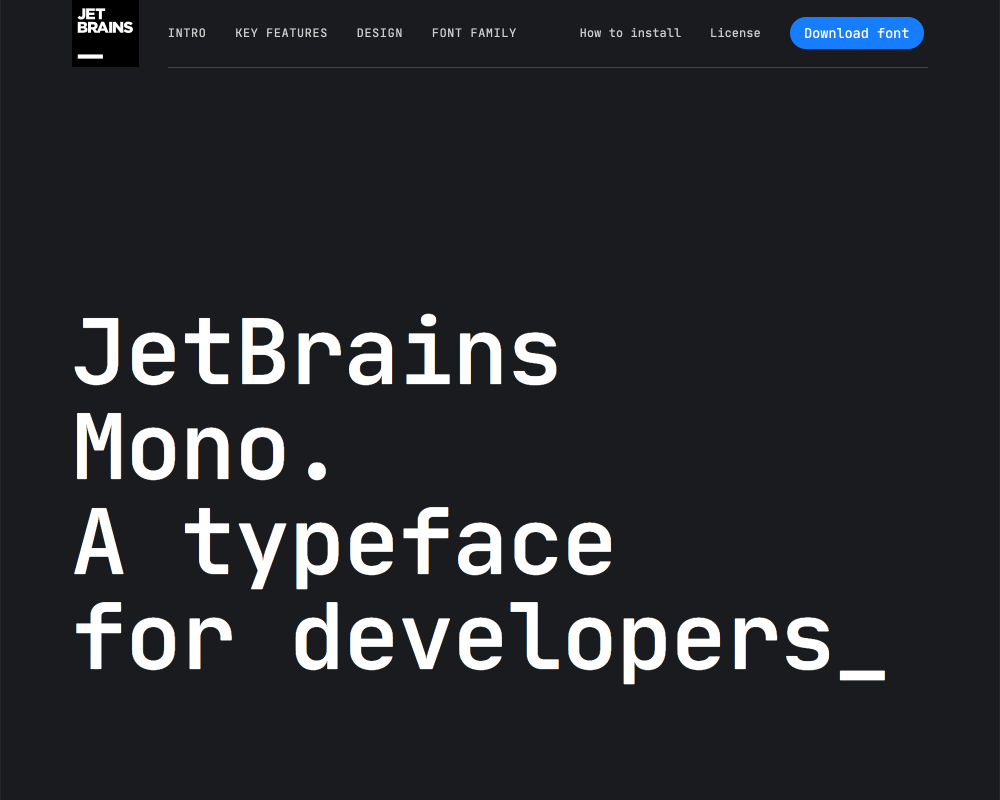 JET
BRAINS
INTRO KEY FEATURES DESIGN FONT FAMILY How to install License Download font
JetBrains
Mono.
A typeface
for developers_